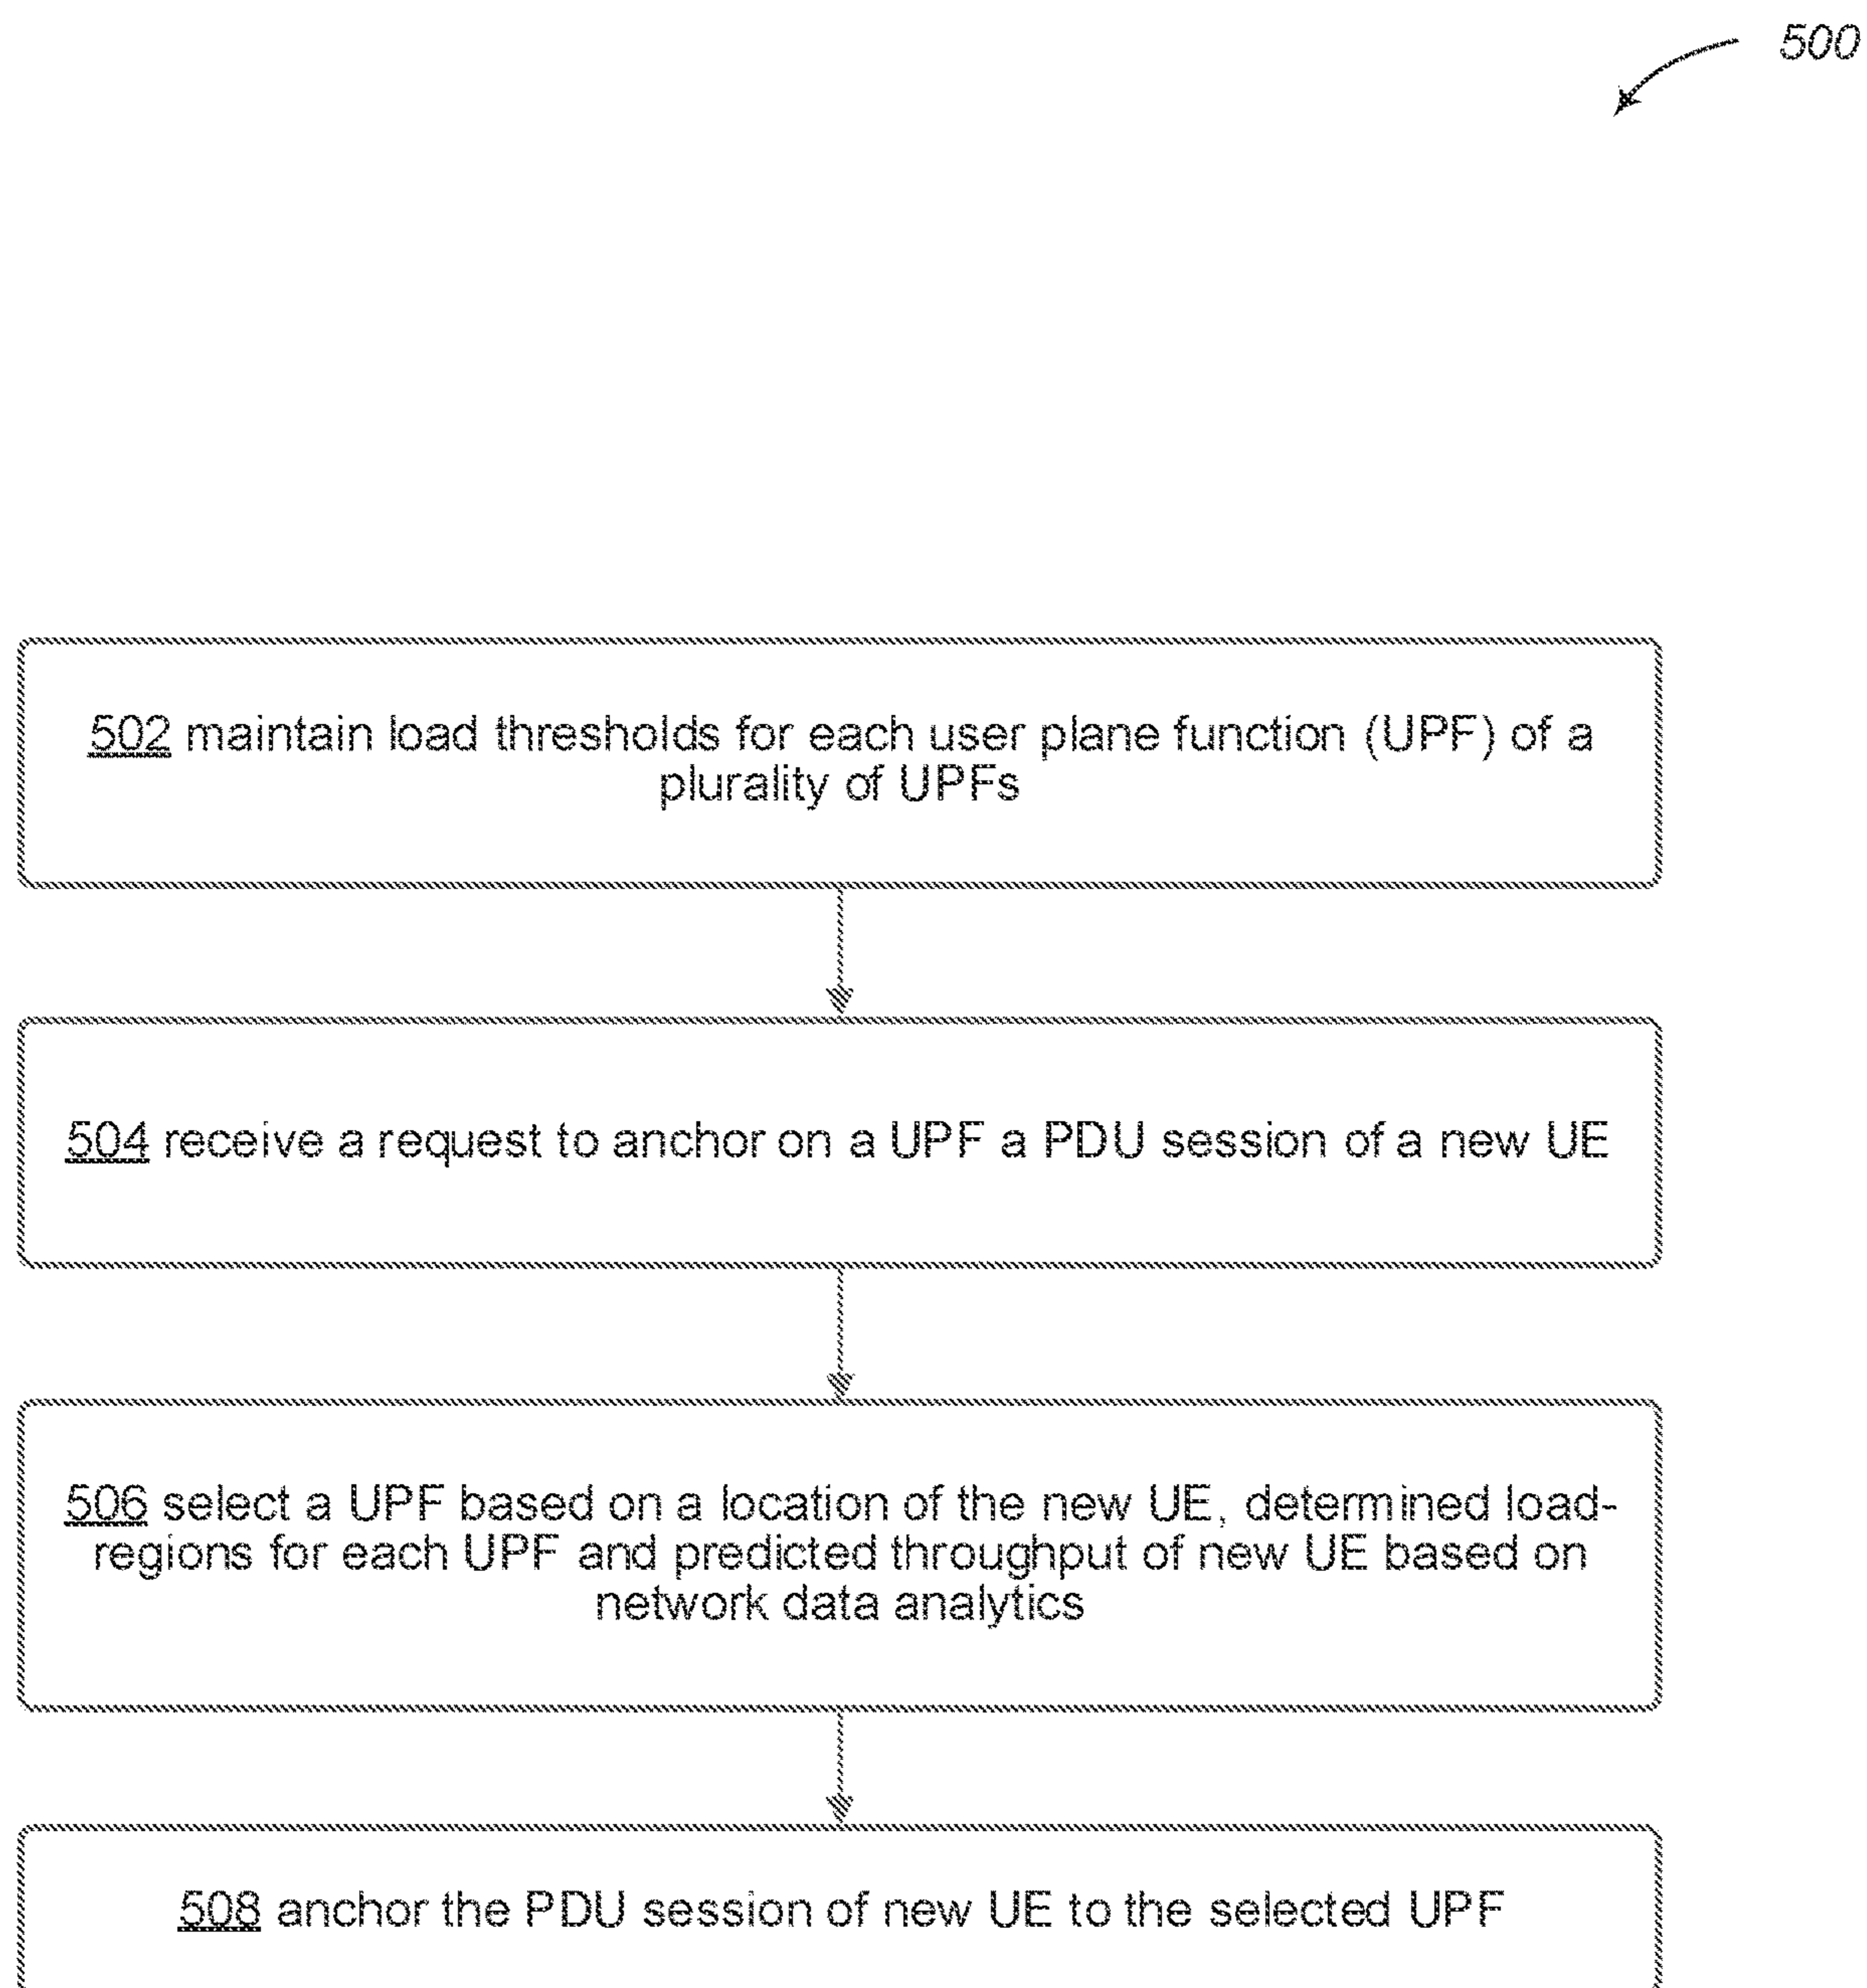 500
502 maintain load thresholds for each user plane function (UPF) of a
plurality of UPFs
504 receive a request to anchor on a UPF a PDU session of a new UE
506 select a UPF based on a location of the new UE, determined load-
regions for each UPF and predicted throughput of new UE based on
network data analytics
508 anchor the PDU session of new UE to the selected UPF